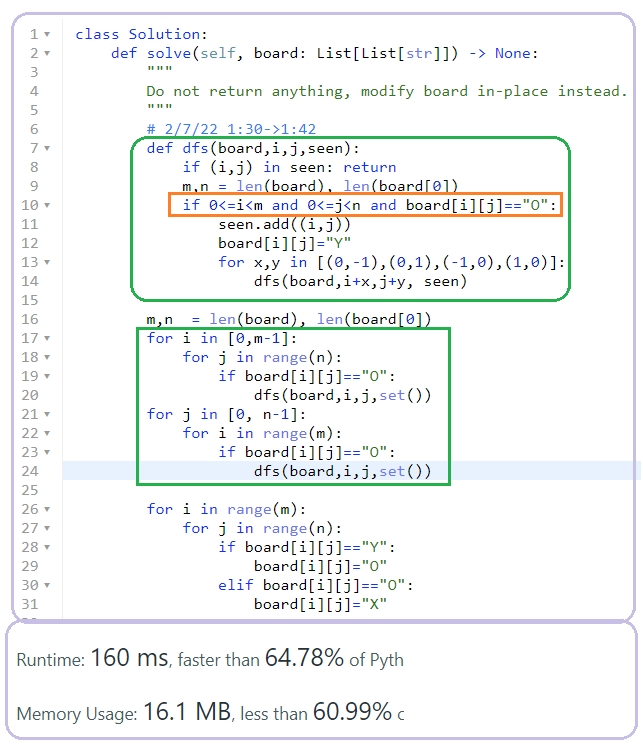 1 class Solution:
2     def solve(self, board: List[List[str]]) -> None:
3         """
4         Do not return anything, modify board in-place instead.
5         """
6         # 2/7/22 1:30->1:42
7         def dfs(board,i,j,seen):
8             if (i,j) in seen: return
9             m,n = len(board), len(board[0])
10             if 0<=i<m and 0<=j<n and board[i][j]=="O":
11                 seen.add((i,j))
12                 board[i][j]="Y"
13                 for x,y in [(0,-1),(0,1),(-1,0),(1,0)]:
14                     dfs(board,i+x,j+y, seen)
15
16         m,n  = len(board), len(board[0])
17         for i in [0,m-1]:
18             for j in range(n):
19                 if board[i][j]=="O":
20                     dfs(board,i,j,set())
21         for j in [0, n-1]:
22             for i in range(m):
23                 if board[i][j]=="O":
24                     dfs(board,i,j,set())
25
26         for i in range(m):
27             for j in range(n):
28                 if board[i][j]=="Y":
29                     board[i][j]="O"
30                 elif board[i][j]=="O":
31                     board[i][j]="X"
Runtime: 160 ms, faster than 64.78% of Pyth
Memory Usage: 16.1 MB, less than 60.99% c